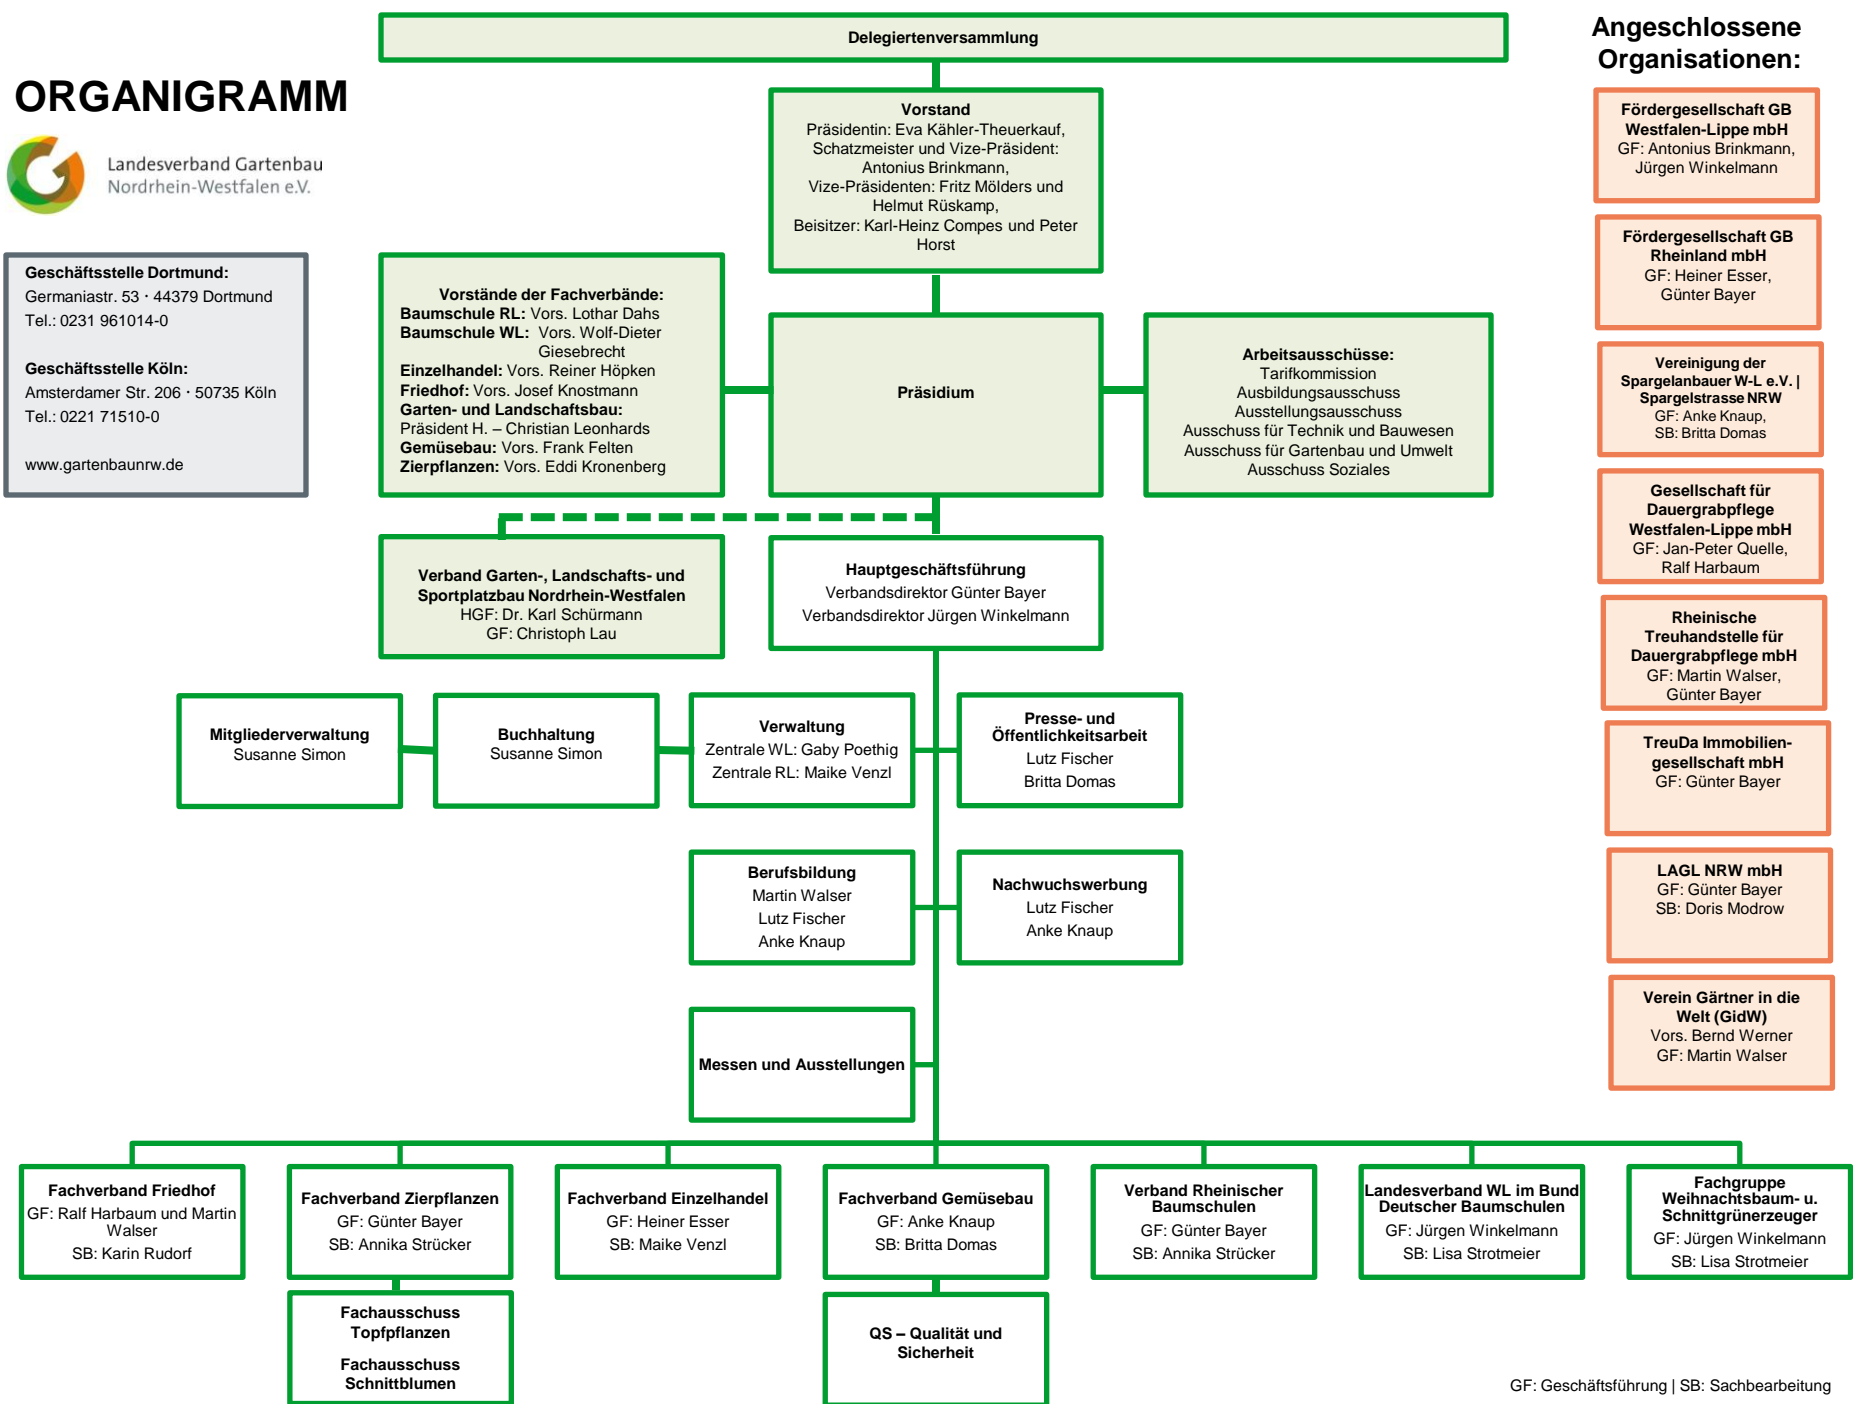 ORGANIGRAMM
Landesverband Gartenbau
Nordrhein-Westfalen e.V.
Geschäftsstelle Dortmund:
Germaniastr. 53 · 44379 Dortmund
Tel.: 0231 961014-0
Geschäftsstelle Köln:
Amsterdamer Str. 206 · 50735 Köln
Tel.: 0221 71510-0
www.gartenbaunrw.de
Delegiertenversammlung
Vorstand
Präsidentin: Eva Kähler-Theuerkauf,
Schatzmeister und Vize-Präsident:
Antonius Brinkmann,
Vize-Präsidenten: Fritz Mölders und
Helmut Rüskamp,
Beisitzer: Karl-Heinz Compes und Peter
Horst
Vorstände der Fachverbände:
Baumschule RL: Vors. Lothar Dahs
Baumschule WL: Vors. Wolf-Dieter
Giesebrecht
Einzelhandel: Vors. Reiner Höpken
Friedhof: Vors. Josef Knostmann
Garten- und Landschaftsbau:
Präsident H. – Christian Leonhards
Gemüsebau: Vors. Frank Felten
Zierpflanzen: Vors. Eddi Kronenberg
Präsidium
Arbeitsausschüsse:
Tarifkommission
Ausbildungsausschuss
Ausstellungsausschuss
Ausschuss für Technik und Bauwesen
Ausschuss für Gartenbau und Umwelt
Ausschuss Soziales
Verband Garten-, Landschafts- und
Sportplatzbau Nordrhein-Westfalen
HGF: Dr. Karl Schürmann
GF: Christoph Lau
Hauptgeschäftsführung
Verbandsdirektor Günter Bayer
Verbandsdirektor Jürgen Winkelmann
Mitgliederverwaltung
Susanne Simon
Buchhaltung
Susanne Simon
Verwaltung
Zentrale WL: Gaby Poethig
Zentrale RL: Maike Venzl
Presse- und
Öffentlichkeitsarbeit
Lutz Fischer
Britta Domas
Berufsbildung
Martin Walser
Lutz Fischer
Anke Knaup
Nachwuchswerbung
Lutz Fischer
Anke Knaup
Messen und Ausstellungen
Fachverband Friedhof
GF: Ralf Harbaum und Martin
Walser
SB: Karin Rudorf
Fachverband Zierpflanzen
GF: Günter Bayer
SB: Annika Strücker
Fachverband Einzelhandel
GF: Heiner Esser
SB: Maike Venzl
Fachverband Gemüsebau
GF: Anke Knaup
SB: Britta Domas
Verband Rheinischer
Baumschulen
GF: Günter Bayer
SB: Annika Strücker
Landesverband WL im Bund
Deutscher Baumschulen
GF: Jürgen Winkelmann
SB: Lisa Strotmeier
Fachgruppe
Weihnachtsbaum- u.
Schnittgrünerzeuger
GF: Jürgen Winkelmann
SB: Lisa Strotmeier
Fachausschuss
Topfpflanzen
Fachausschuss
Schnittblumen
QS – Qualität und
Sicherheit
Angeschlossene
Organisationen:
Fördergesellschaft GB
Westfalen-Lippe mbH
GF: Antonius Brinkmann,
Jürgen Winkelmann
Fördergesellschaft GB
Rheinland mbH
GF: Heiner Esser,
Günter Bayer
Vereinigung der
Spargelanbauer W-L e.V. |
Spargelstrasse NRW
GF: Anke Knaup,
SB: Britta Domas
Gesellschaft für
Dauergrabpflege
Westfalen-Lippe mbH
GF: Jan-Peter Quelle,
Ralf Harbaum
Rheinische
Treuhandstelle für
Dauergrabpflege mbH
GF: Martin Walser,
Günter Bayer
TreuDa Immobilien-
gesellschaft mbH
GF: Günter Bayer
LAGL NRW mbH
GF: Günter Bayer
SB: Doris Modrow
Verein Gärtner in die
Welt (GidW)
Vors. Bernd Werner
GF: Martin Walser
GF: Geschäftsführung | SB: Sachbearbeitung